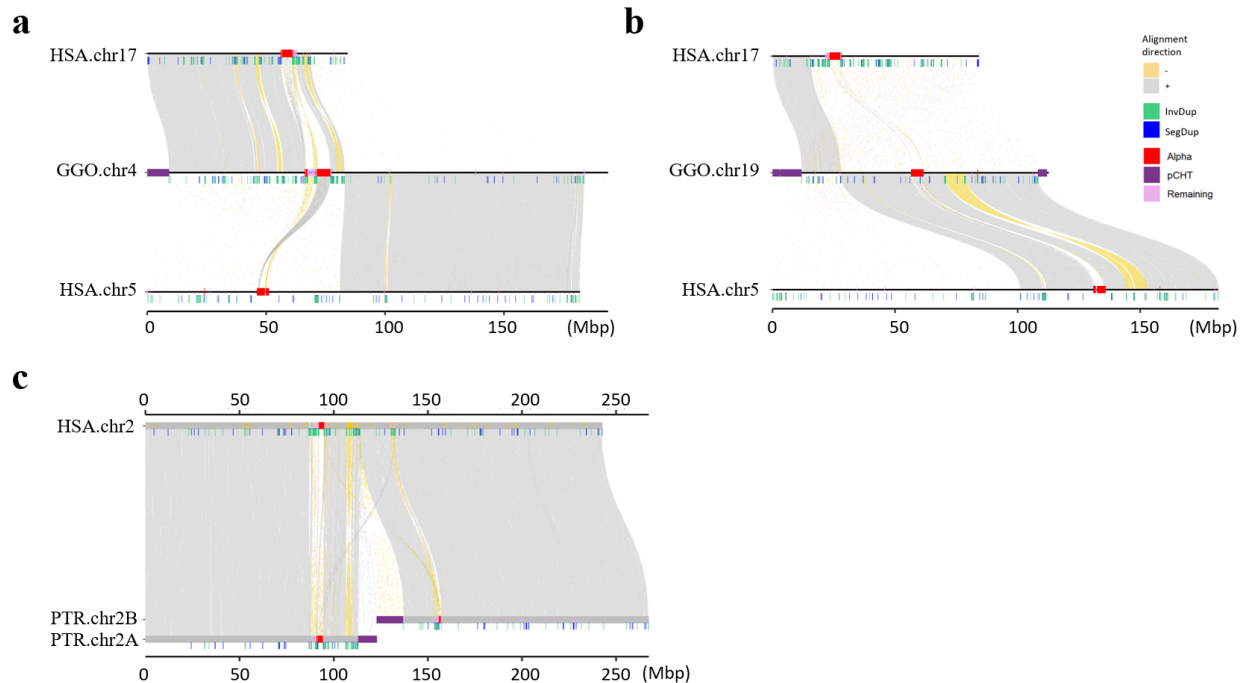 a
HSA.chr17
GGO.chr4
HSA.chr5
0 50 100 150 (Mbp)
b
HSA.chr17
GGO.chr19
HSA.chr5
0 50 100 150 (Mbp)
Alignment
direction
-
+
InvDup
SegDup
Alpha
pCHT
Remaining
c
0 50 100 150 200 250
HSA.chr2
PTR.chr2B
PTR.chr2A
0 50 100 150 200 250 (Mbp)